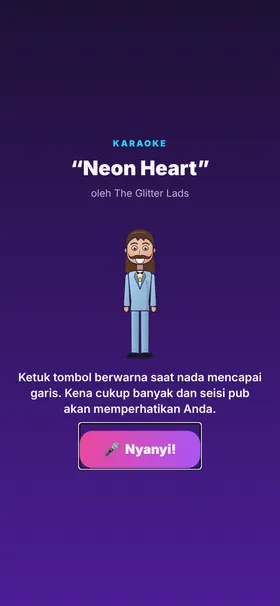 KARAOKE
“Neon Heart”
oleh The Glitter Lads
Ketuk tombol berwarna saat nada mencapai
garis. Kena cukup banyak dan seisi pub
akan memperhatikan Anda.
🎤 Nyanyi!